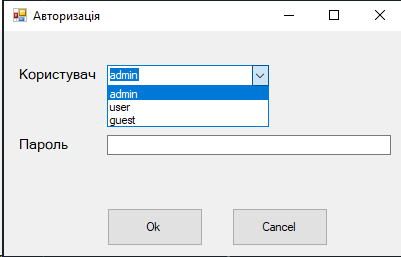 Авторизація
Користувач admin
admin
user
guest
Пароль
Ok Cancel